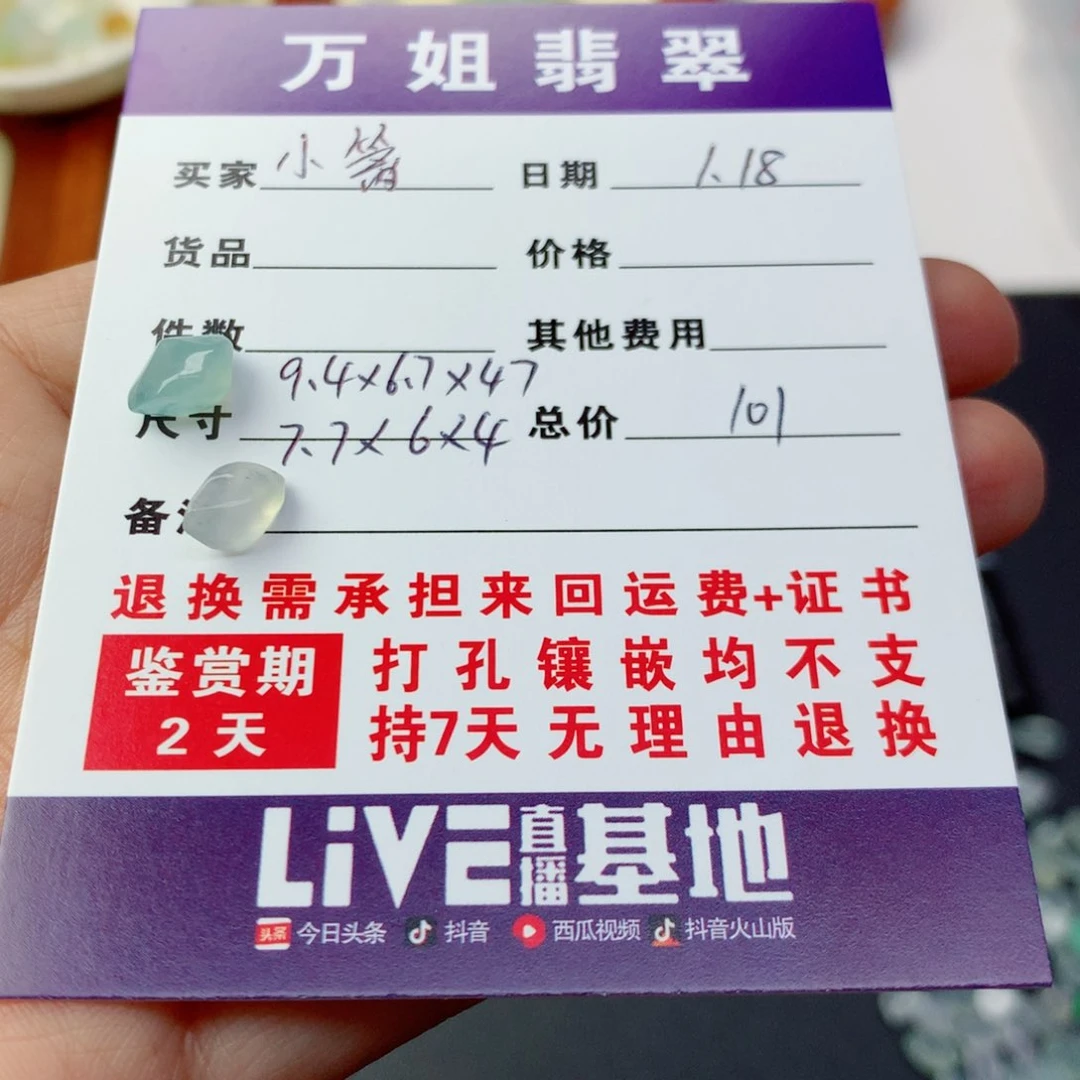 万姐翡翠
买家 小 日期 1.18
货品 价格
件数 其他费用
9.4×6.7×47
尺寸 7.7×6×4 总价 101
备
退换需承担来回运费+证书
鉴赏期 打孔镶嵌均不支
2天 持7天无理由退换
LiVE直播基地
头条 今日头条 抖音 西瓜视频 抖音火山版